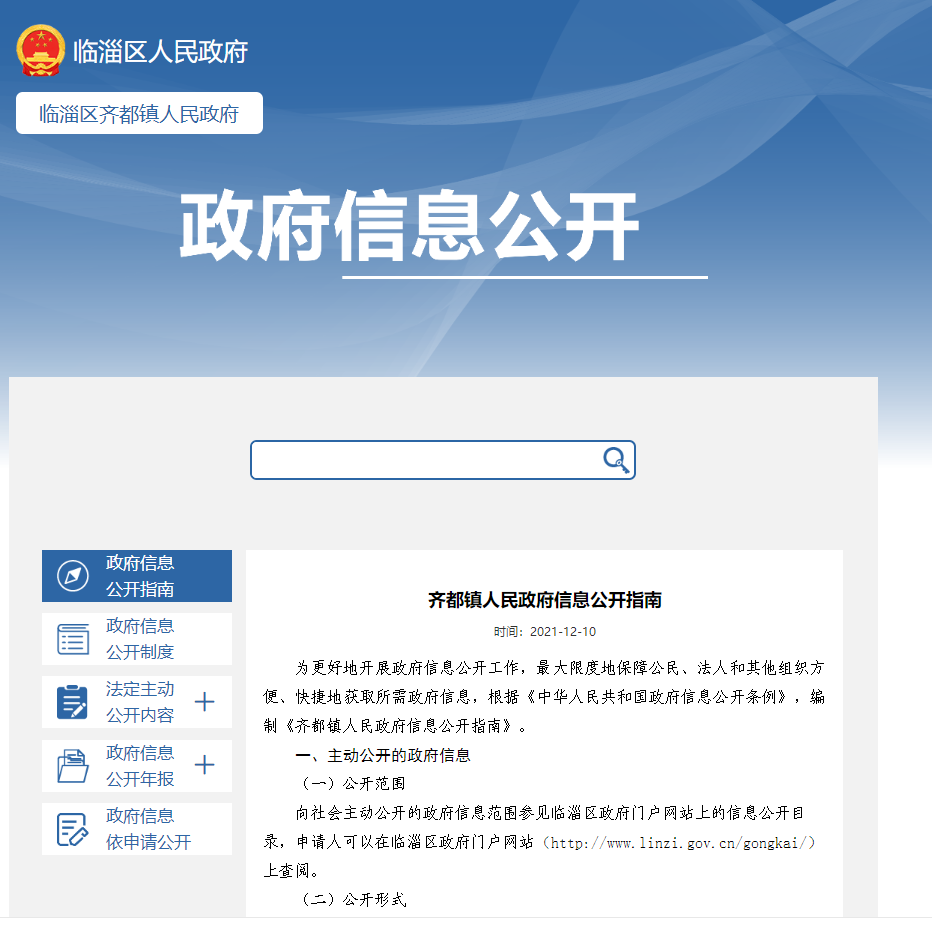 临淄区人民政府
临淄区齐都镇人民政府
政府信息公开
政府信息
公开指南
政府信息
公开制度
法定主动
公开内容
政府信息
公开年报
政府信息
依申请公开
齐都镇人民政府信息公开指南
时间：2021-12-10
为更好地开展政府信息公开工作，最大限度地保障公民、法人和其他组织方
便、快捷地获取所需政府信息，根据《中华人民共和国政府信息公开条例》，编
制《齐都镇人民政府信息公开指南》。
一、主动公开的政府信息
（一）公开范围
向社会主动公开的政府信息范围参见临淄区政府门户网站上的信息公开目
录，申请人可以在临淄区政府门户网站（http://www.linzi.gov.cn/gongkai/）
上查阅。
（二）公开形式